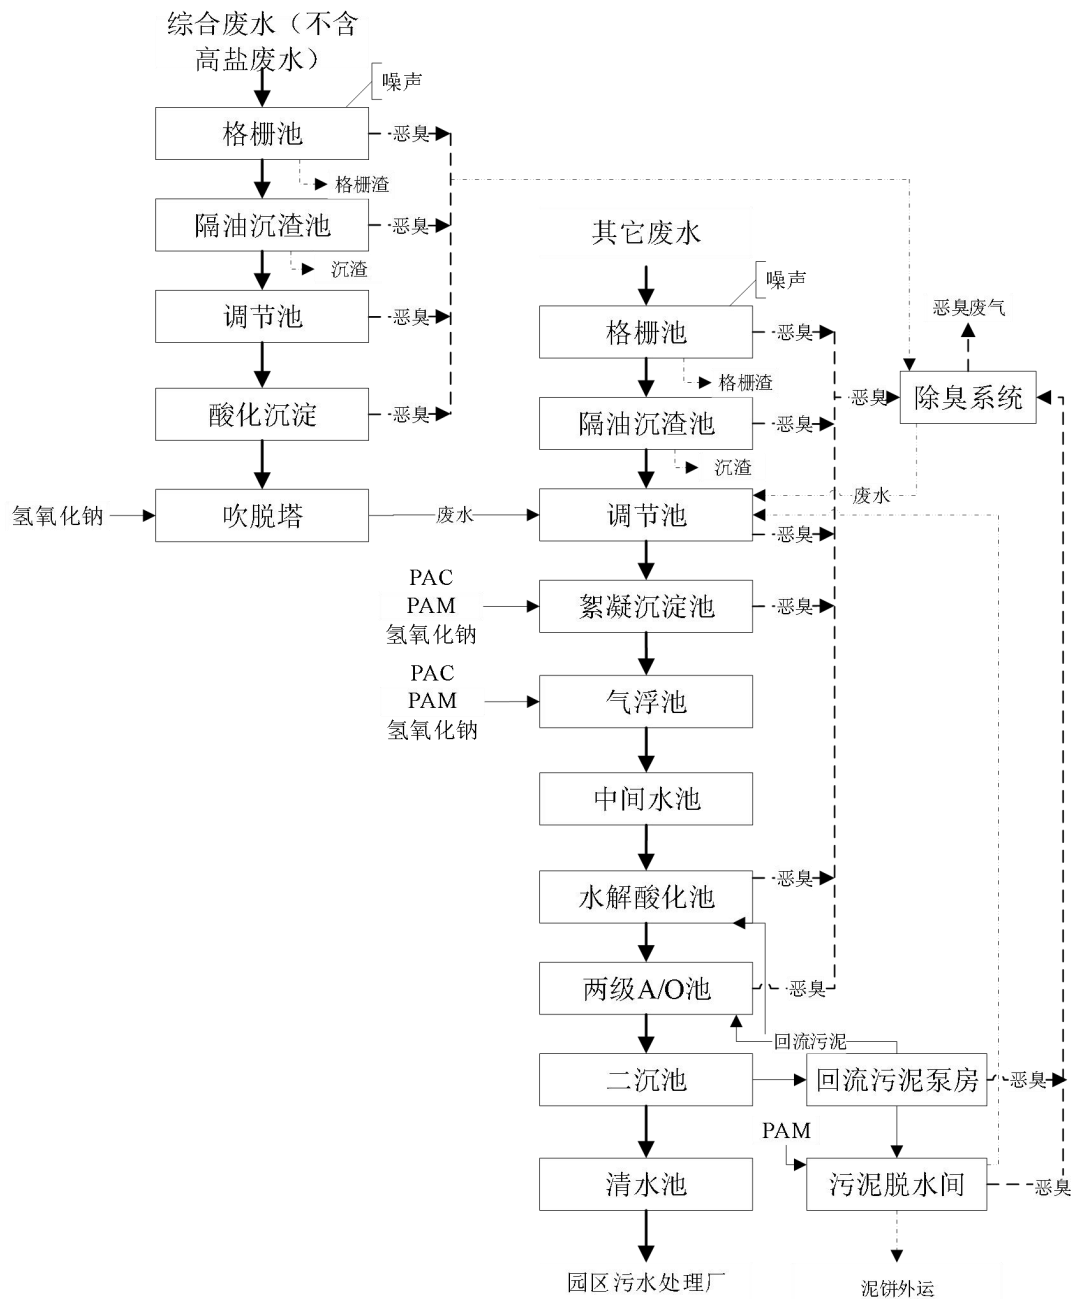 综合废水（不含
高盐废水）
噪声
格栅池
恶臭
格栅渣
隔油沉渣池
恶臭
沉渣
调节池
恶臭
酸化沉淀
恶臭
氢氧化钠
吹脱塔
废水
其它废水
噪声
格栅池
恶臭
格栅渣
隔油沉渣池
恶臭
沉渣
调节池
恶臭
恶臭
恶臭废气
除臭系统
废水
PAC
PAM
氢氧化钠
絮凝沉淀池
恶臭
PAC
PAM
氢氧化钠
气浮池
中间水池
水解酸化池
恶臭
两级A/O池
恶臭
回流污泥
二沉池
回流污泥泵房
恶臭
PAM
清水池
污泥脱水间
恶臭
园区污水处理厂
泥饼外运